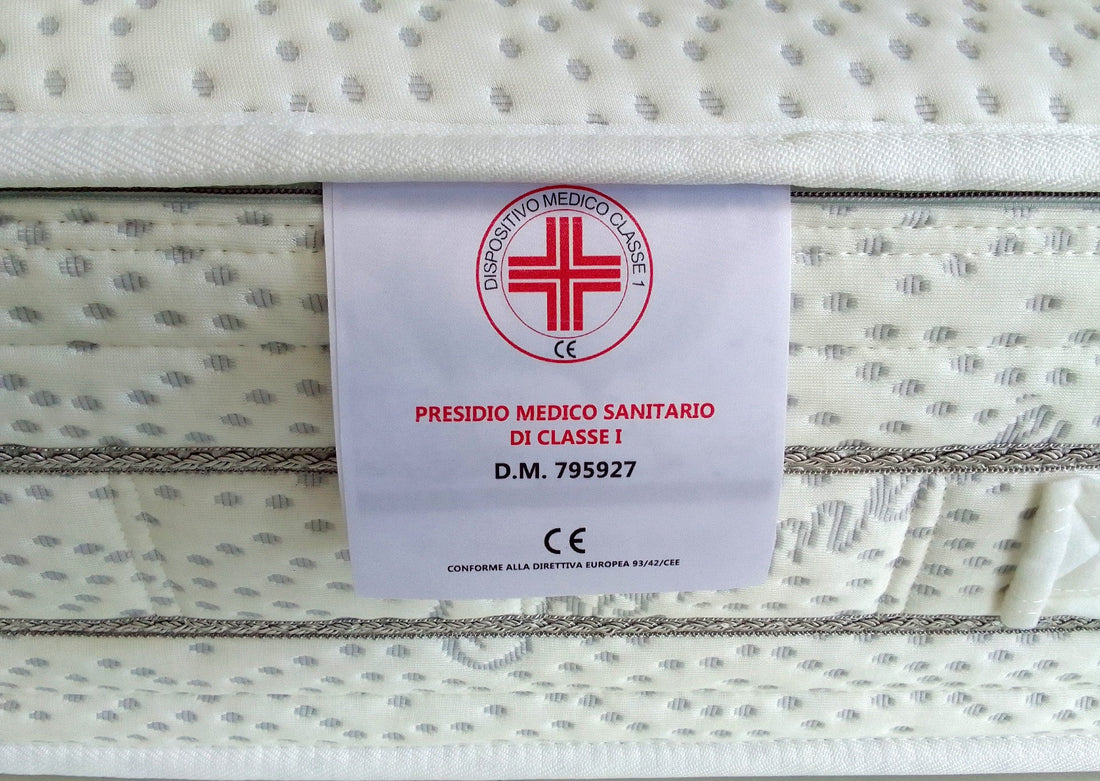 DISPOSITIVO MEDICO CLASSE 1
CE
PRESIDIO MEDICO SANITARIO
DI CLASSE I
D.M. 795927
CE
CONFORME ALLA DIRETTIVA EUROPEA 93/42/CEE